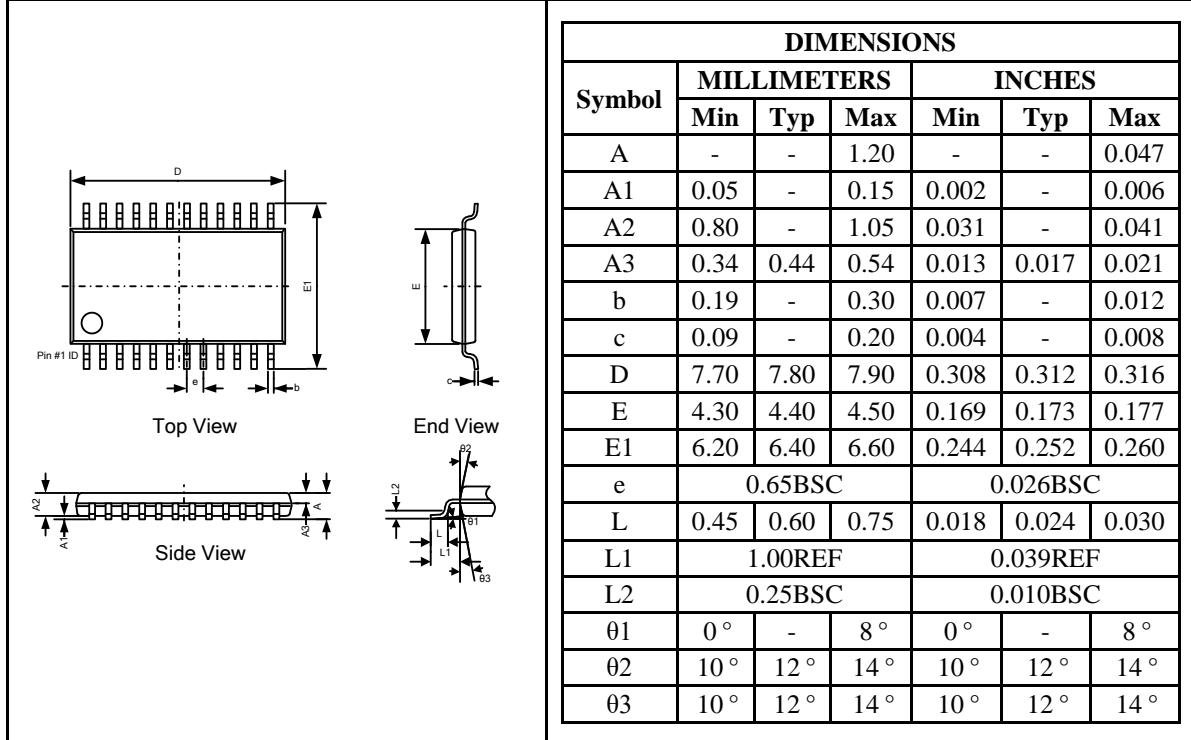 D
E1
E
Pin #1 ID
e
b
c
Top View
End View
θ2
A2
A1
A
A3
L2
L
L1
θ1
θ3
Side View
DIMENSIONS
Symbol MILLIMETERS INCHES
Min Typ Max Min Typ Max
A - - 1.20 - - 0.047
A1 0.05 - 0.15 0.002 - 0.006
A2 0.80 - 1.05 0.031 - 0.041
A3 0.34 0.44 0.54 0.013 0.017 0.021
b 0.19 - 0.30 0.007 - 0.012
c 0.09 - 0.20 0.004 - 0.008
D 7.70 7.80 7.90 0.308 0.312 0.316
E 4.30 4.40 4.50 0.169 0.173 0.177
E1 6.20 6.40 6.60 0.244 0.252 0.260
e 0.65BSC 0.026BSC
L 0.45 0.60 0.75 0.018 0.024 0.030
L1 1.00REF 0.039REF
L2 0.25BSC 0.010BSC
θ1 0 ° - 8 ° 0 ° - 8 °
θ2 10 ° 12 ° 14 ° 10 ° 12 ° 14 °
θ3 10 ° 12 ° 14 ° 10 ° 12 ° 14 °